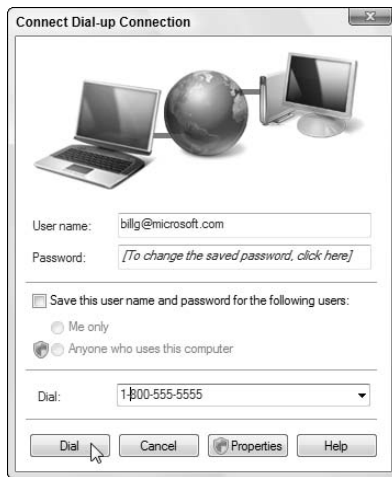 Connect Dial-up Connection
User name: billg@microsoft.com
Password: [To change the saved password, click here]
Save this user name and password for the following users:
Me only
Anyone who uses this computer
Dial: 1-800-555-5555
Dial Cancel Properties Help